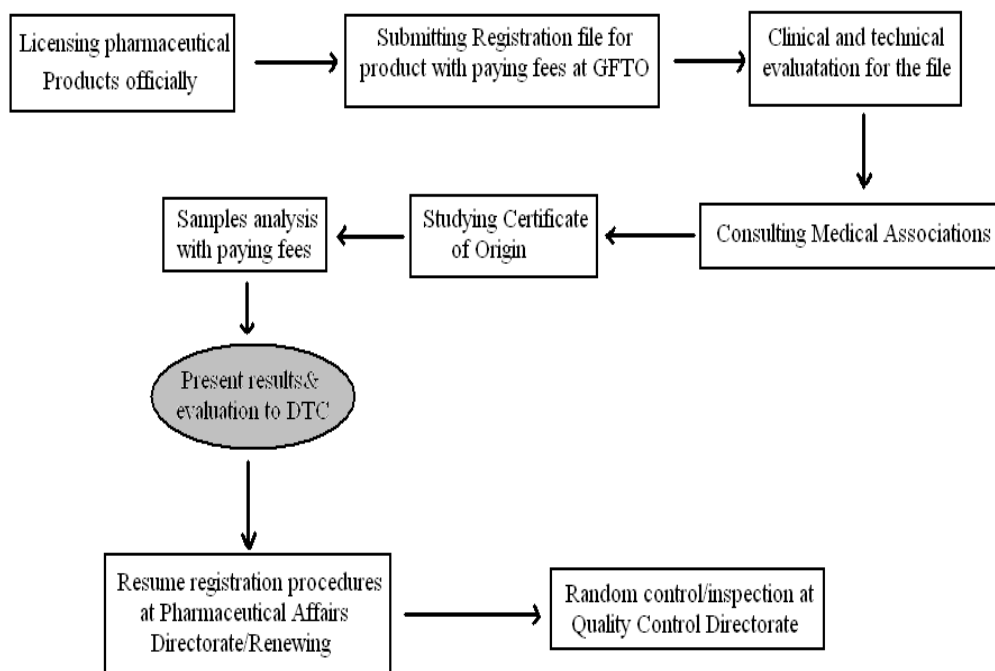 Licensing pharmaceutical
Products officially
Submitting Registration file for
product with paying fees at GFTO
Clinical and technical
evaluatation for the file
Consulting Medical Associations
Studying Certificate
of Origin
Samples analysis
with paying fees
Present results&
evaluation to DTC
Resume registration procedures
at Pharmaceutical Affairs
Directorate/Renewing
Random control/inspection at
Quality Control Directorate